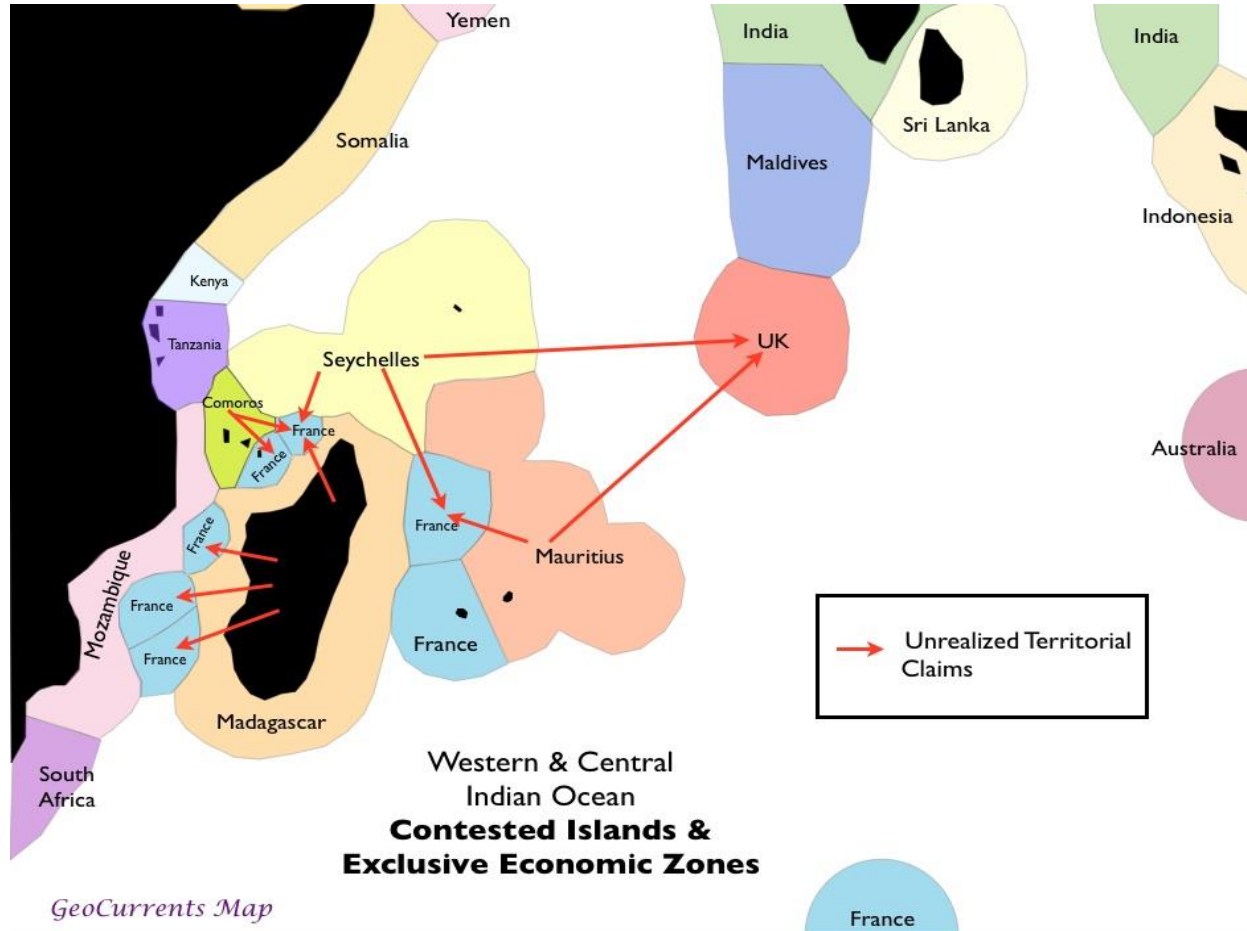 Yemen
India
India
Somalia
Sri Lanka
Maldives
Indonesia
Kenya
Tanzania
Seychelles
UK
Comoros
France
France
Australia
France
France
Mauritius
Mozambique
France
France
France
Unrealized Territorial
Claims
Madagascar
South
Africa
Western & Central
Indian Ocean
Contested Islands &
Exclusive Economic Zones
GeoCurrents Map
France